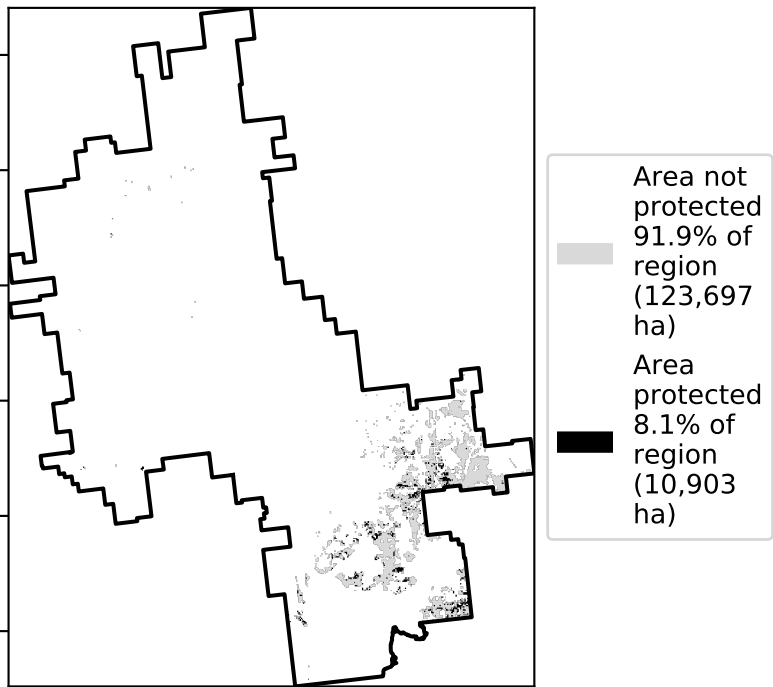 Area not
protected
91.9% of
region
(123,697
ha)
Area
protected
8.1% of
region
(10,903
ha)